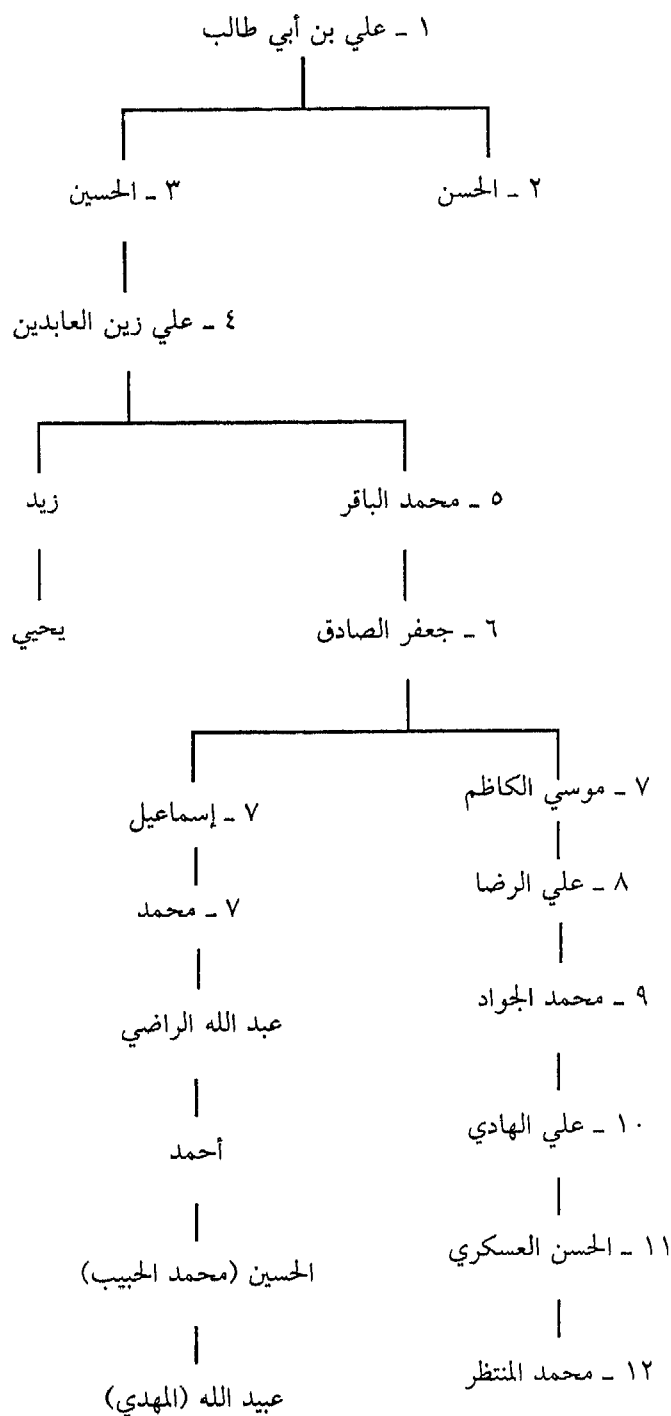 ١ ـ علي بن أبي طالب
٢ ـ الحسن
٣ ـ الحسين
٤ ـ علي زين العابدين
٥ ـ محمد الباقر
زيد
٦ ـ جعفر الصادق
يحيي
٧ ـ موسي الكاظم
٧ ـ إسماعيل
٨ ـ علي الرضا
٧ ـ محمد
٩ ـ محمد الجواد
عبد الله الراضي
١٠ ـ علي الهادي
أحمد
١١ ـ الحسن العسكري
الحسين (محمد الحبيب)
١٢ ـ محمد المنتظر
عبيد الله (المهدي)